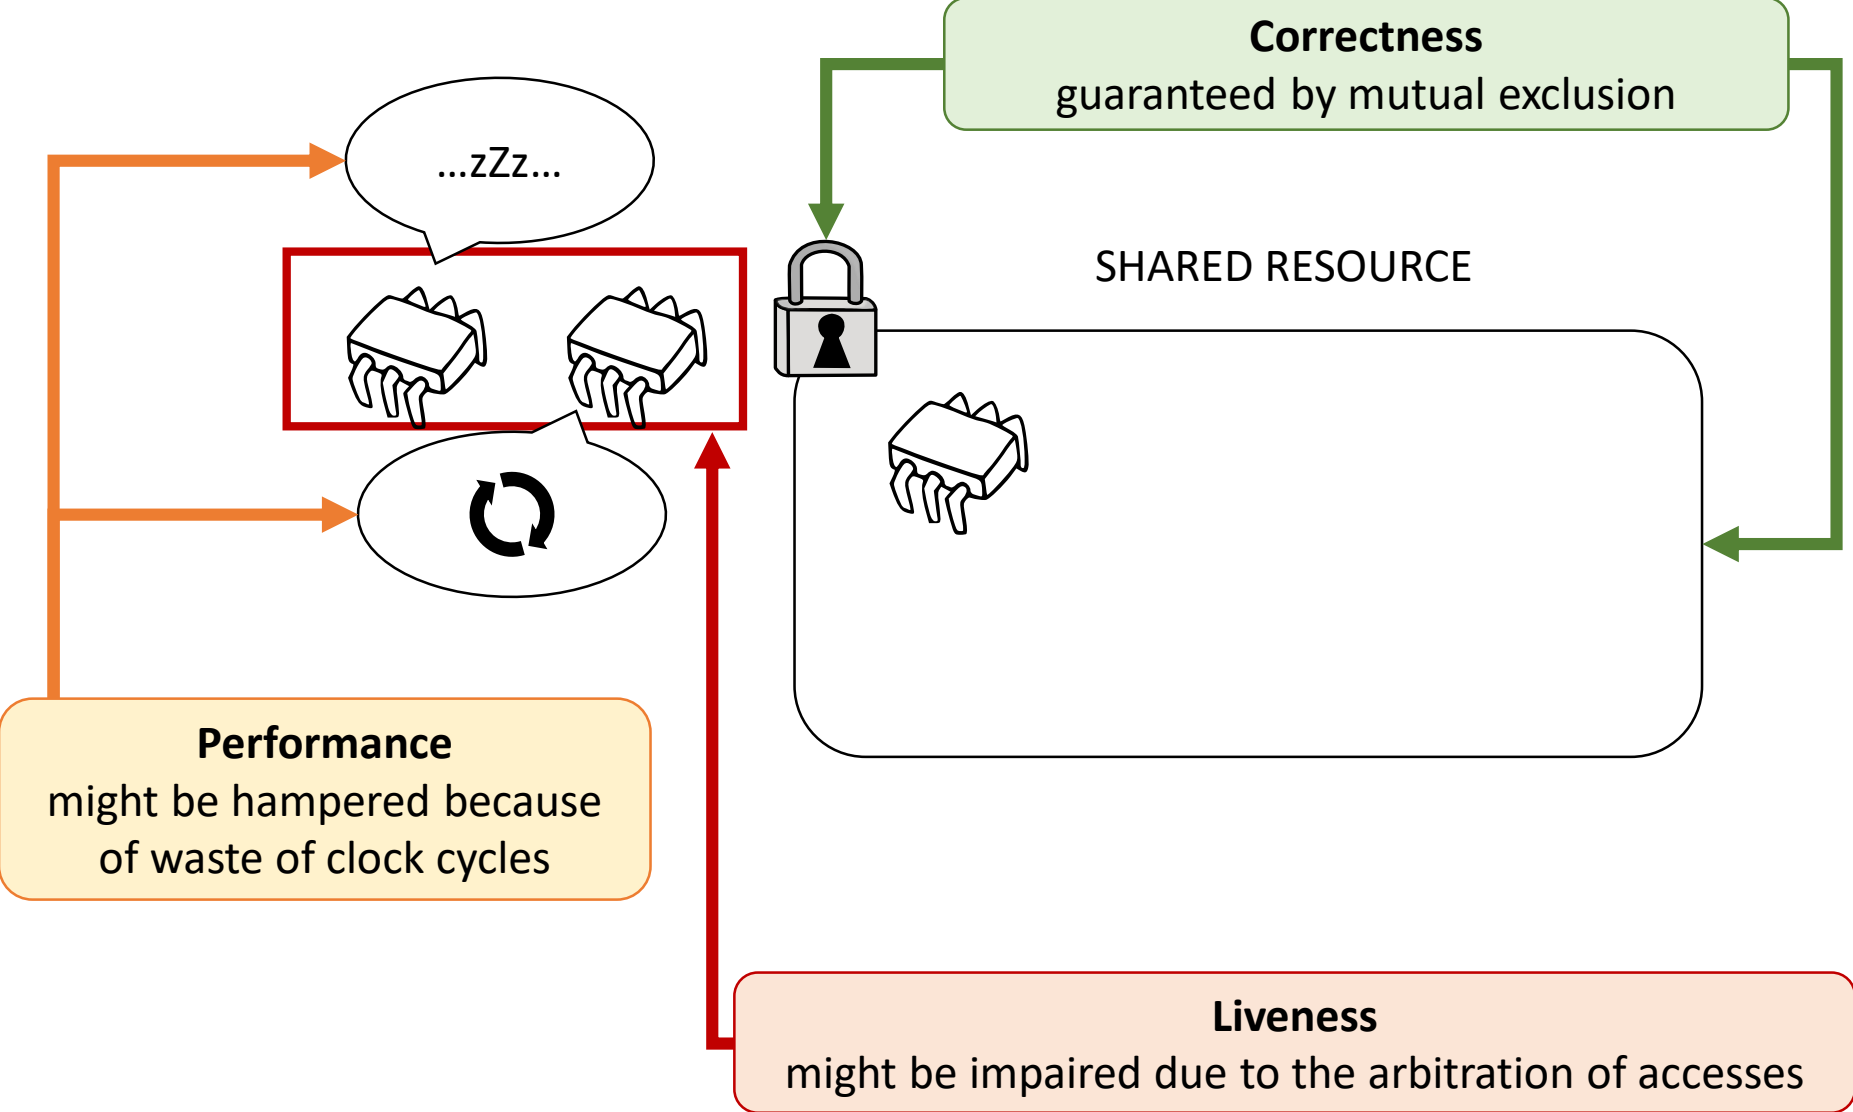 Correctness
guaranteed by mutual exclusion
...zZz...
SHARED RESOURCE
Performance
might be hampered because
of waste of clock cycles
Liveness
might be impaired due to the arbitration of accesses